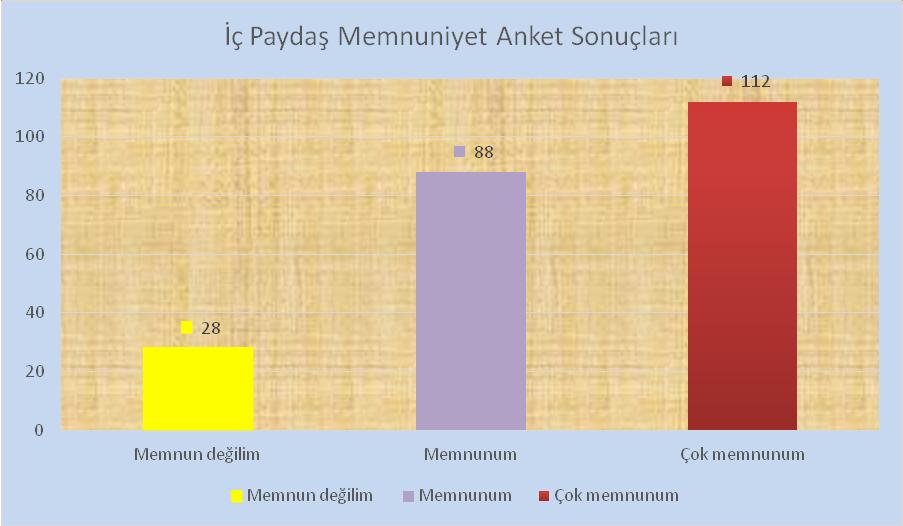 İç Paydaş Memnuniyet Anket Sonuçları
120
100
80
60
40
20
0
28
88
112
Memnun değilim
Memnunum
Çok memnunum
Memnun değilim
Memnunum
Çok memnunum